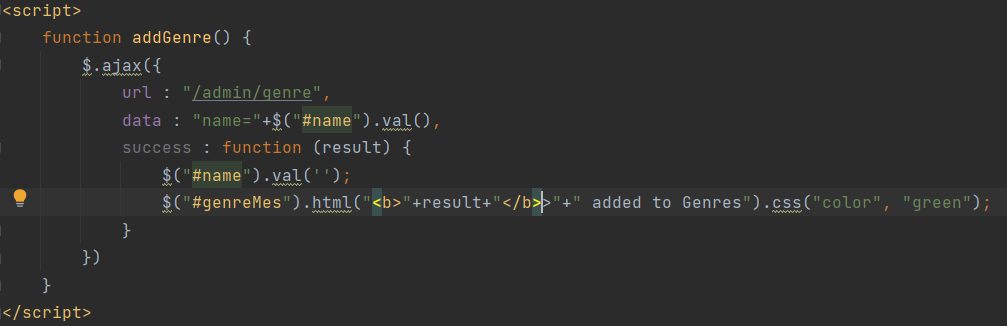 <script>
function addGenre() {
$.ajax({
url : "/admin/genre",
data : "name="+$("#name").val(),
success : function (result) {
$("#name").val('');
$("#genreMes").html("<b>"+result+"</b>>"+" added to Genres").css("color", "green");
}
})
}
</script>